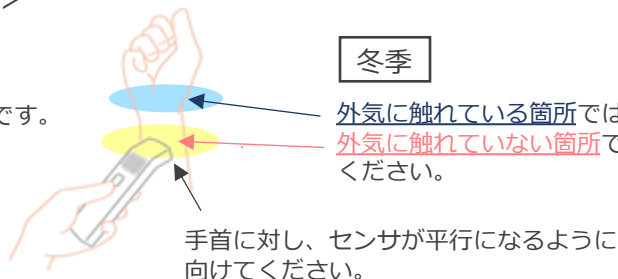 冬季
です。
外気に触れている箇所では
外気に触れていない箇所で
ください。
手首に対し、センサが平行になるように
向けてください。